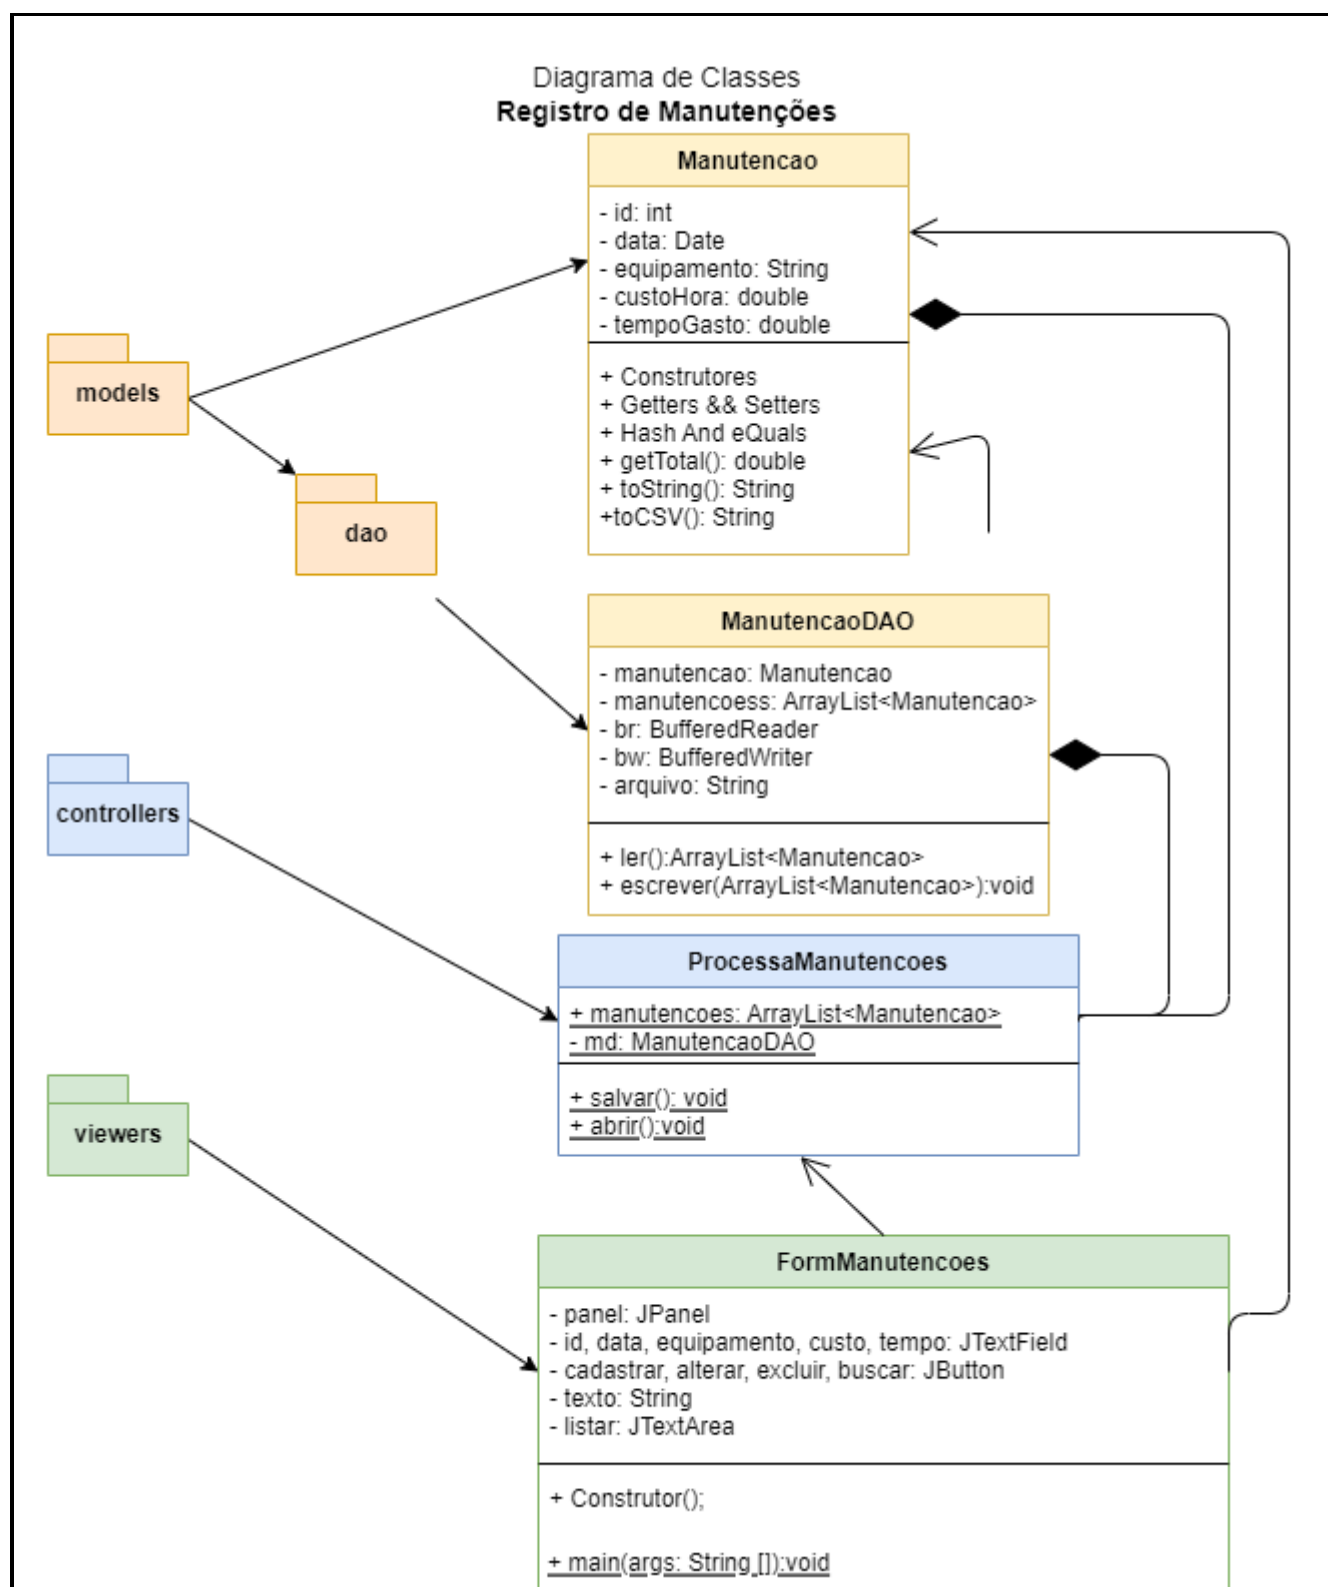 Diagrama de Classes
Registro de Manutenções
Manutencao
- id: int
- data: Date
- equipamento: String
- custoHora: double
- tempoGasto: double
+ Construtores
+ Getters && Setters
+ Hash And eQuals
+ getTotal(): double
+ toString(): String
+toCSV(): String
models
dao
ManutencaoDAO
- manutencao: Manutencao
- manutencoess: ArrayList<Manutencao>
- br: BufferedReader
- bw: BufferedWriter
- arquivo: String
+ ler():ArrayList<Manutencao>
+ escrever(ArrayList<Manutencao>):void
controllers
ProcessaManutencoes
+ manutencoes: ArrayList<Manutencao>
- md: ManutencaoDAO
+ salvar(): void
+ abrir():void
viewers
FormManutencoes
- panel: JPanel
- id, data, equipamento, custo, tempo: JTextField
- cadastrar, alterar, excluir, buscar: JButton
- texto: String
- listar: JTextArea
+ Construtor();
+ main(args: String []):void